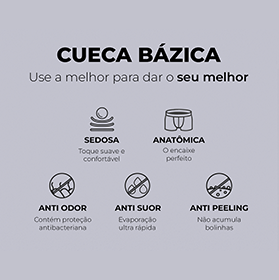 CUECA BÁZICA
Use a melhor para dar o seu melhor
SEDOSA
Toque suave e
confortável
ANATÔMICA
O encaixe
perfeito
ANTI ODOR
Contém proteção
antibacteriana
ANTI SUOR
Evaporação
ultra rápida
ANTI PEELING
Não acumula
bolinhas